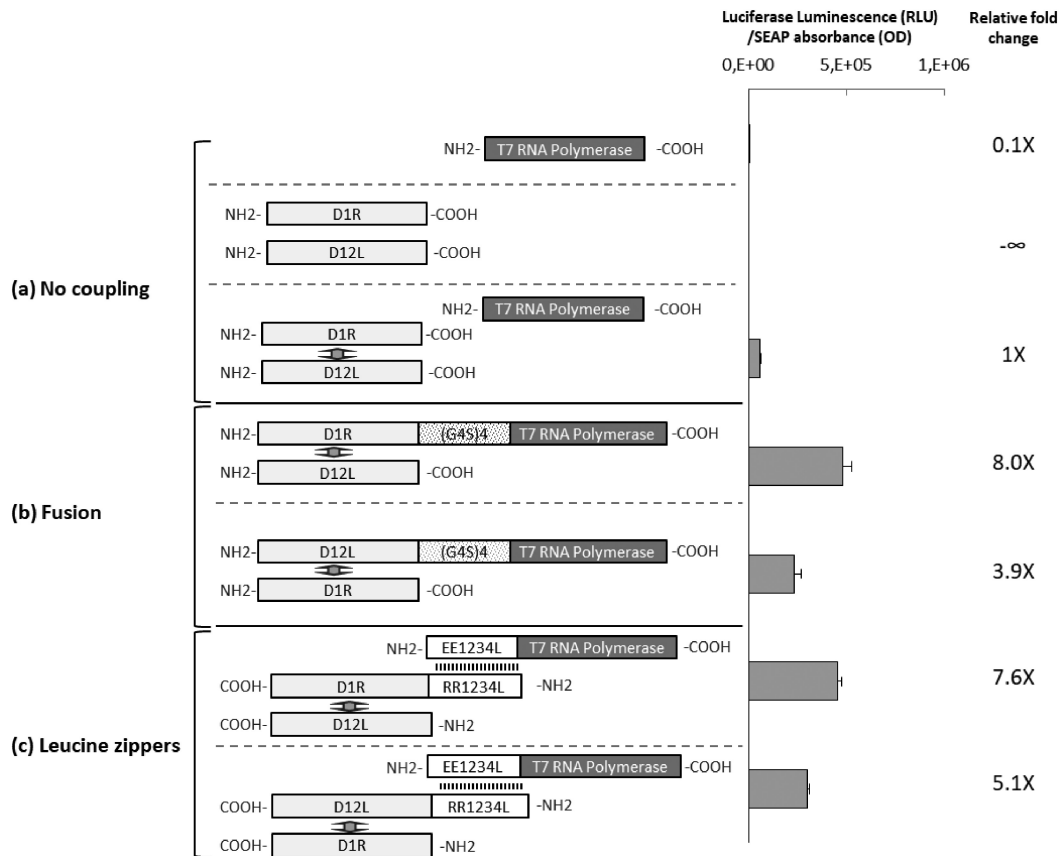 Luciferase Luminescence (RLU)
/SEAP absorbance (OD)
Relative fold
change
0,E+00 5,E+05 1,E+06
(a) No coupling
NH2- T7 RNA Polymerase -COOH
0.1X
NH2- D1R -COOH
NH2- D12L -COOH
-∞
NH2- T7 RNA Polymerase -COOH
NH2- D1R -COOH
NH2- D12L -COOH
1X
(b) Fusion
NH2- D1R (G4S)4 T7 RNA Polymerase -COOH
NH2- D12L -COOH
8.0X
NH2- D12L (G4S)4 T7 RNA Polymerase -COOH
NH2- D1R -COOH
3.9X
(c) Leucine zippers
NH2- EE1234L T7 RNA Polymerase -COOH
COOH- D1R RR1234L -NH2
COOH- D12L -NH2
7.6X
NH2- EE1234L T7 RNA Polymerase -COOH
COOH- D12L RR1234L -NH2
COOH- D1R -NH2
5.1X